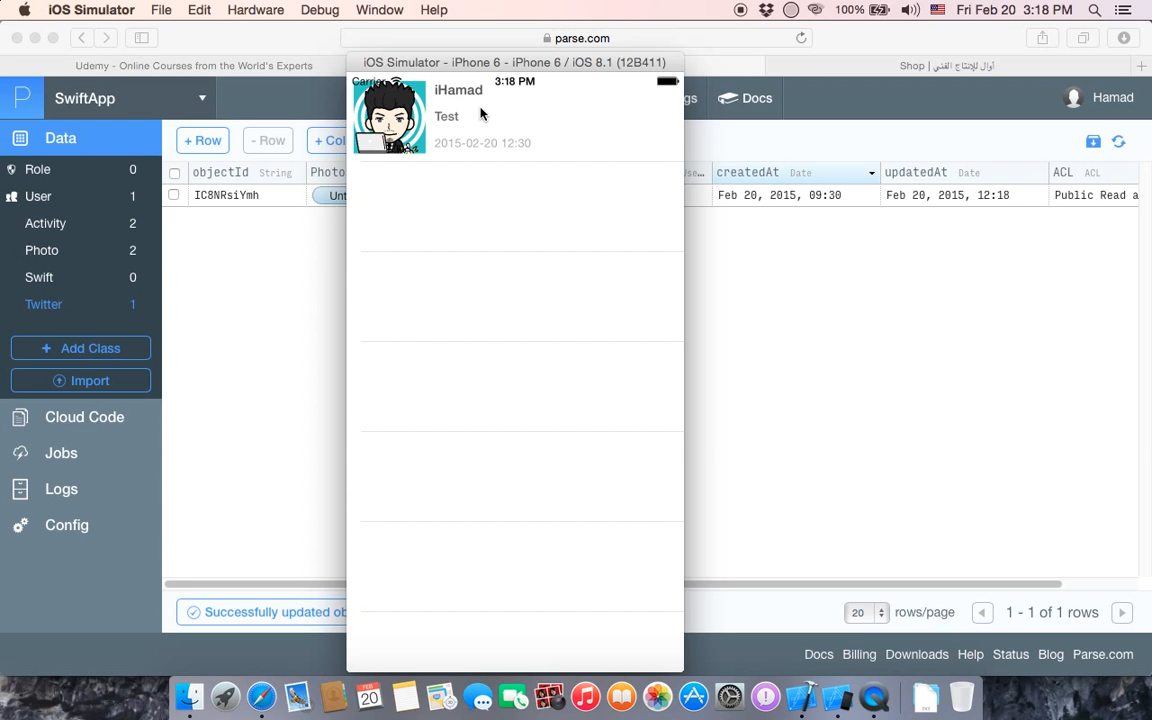 iOS Simulator File Edit Hardware Debug Window Help 100% Fri Feb 20 3:18 PM
parse.com
Udemy - Online Courses from the World's Experts
Shop | أوال للإنتاج الفني
iOS Simulator - iPhone 6 - iPhone 6 / iOS 8.1 (12B411)
Carrier 3:18 PM
P SwiftApp
Docs
Hamad
iHamad
Test
2015-02-20 12:30
Data
+ Row
- Row
+ Col
Role 0
User 1
Activity 2
Photo 2
Swift 0
Twitter 1
objectId String Photo Use... createdAt Date updatedAt Date ACL ACL
IC8NRsiYmh Unt Feb 20, 2015, 09:30 Feb 20, 2015, 12:18 Public Read a
+ Add Class
Import
Cloud Code
Jobs
Logs
Config
Successfully updated ob
20 rows/page 1 - 1 of 1 rows
Docs Billing Downloads Help Status Blog Parse.com